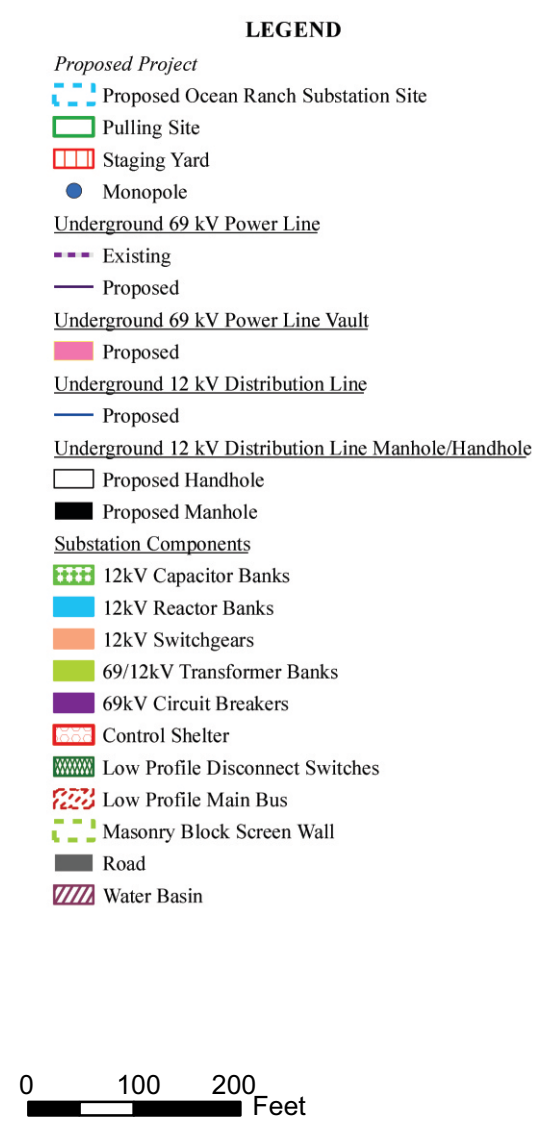 LEGEND
Proposed Project
Proposed Ocean Ranch Substation Site
Pulling Site
Staging Yard
Monopole
Underground 69 kV Power Line
Existing
Proposed
Underground 69 kV Power Line Vault
Proposed
Underground 12 kV Distribution Line
Proposed
Underground 12 kV Distribution Line Manhole/Handhole
Proposed Handhole
Proposed Manhole
Substation Components
12kV Capacitor Banks
12kV Reactor Banks
12kV Switchgears
69/12kV Transformer Banks
69kV Circuit Breakers
Control Shelter
Low Profile Disconnect Switches
Low Profile Main Bus
Masonry Block Screen Wall
Road
Water Basin
0 100 200
Feet